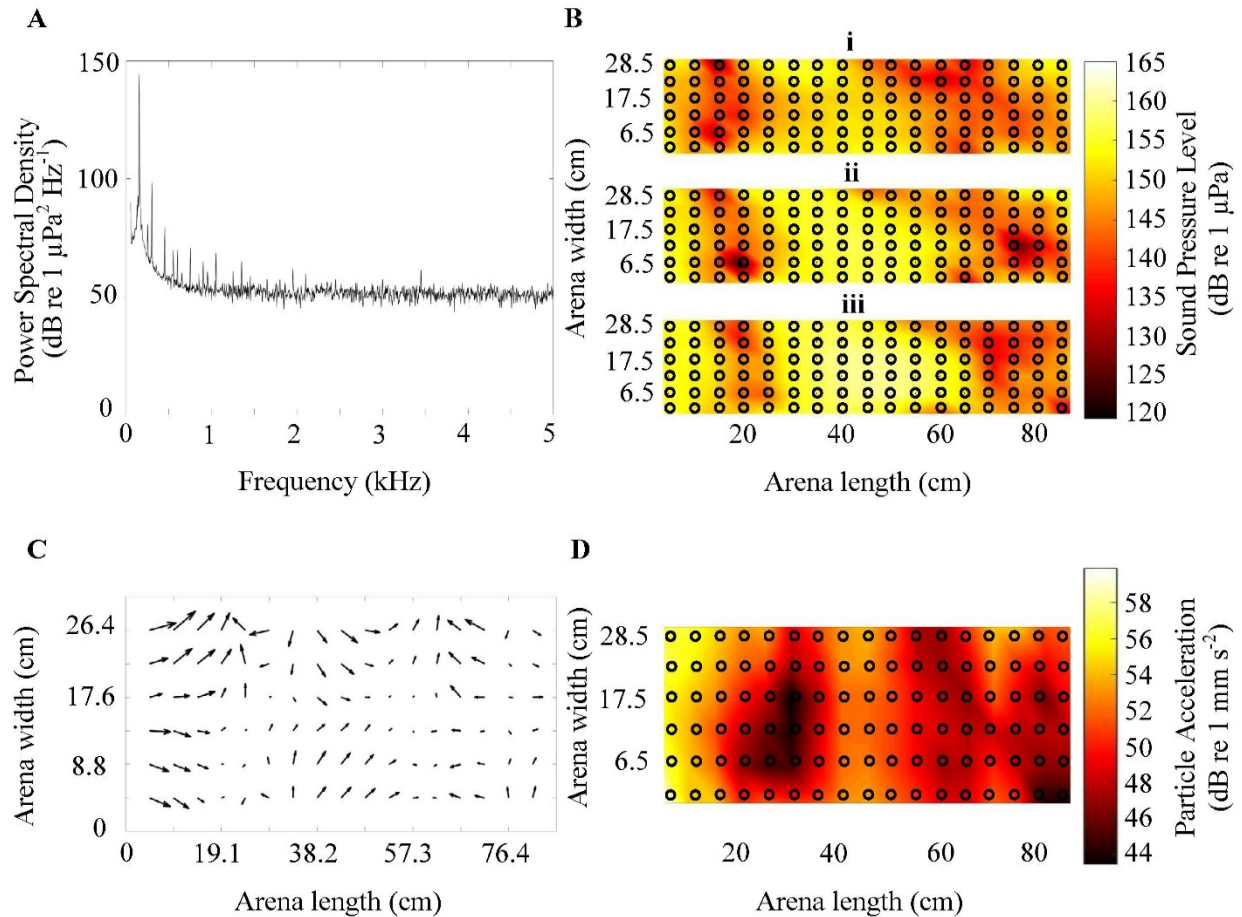 A
150
100
50
0
0 1 2 3 4 5
Power Spectral Density
(dB re 1 µPa² Hz⁻¹)
Frequency (kHz)
B
i
28.5
17.5
6.5
ii
28.5
17.5
6.5
iii
28.5
17.5
6.5
20 40 60 80
Arena width (cm)
Arena length (cm)
165
160
155
150
145
140
135
130
125
120
Sound Pressure Level
(dB re 1 µPa)
C
26.4
17.6
8.8
0
0 19.1 38.2 57.3 76.4
Arena width (cm)
Arena length (cm)
D
28.5
17.5
6.5
20 40 60 80
Arena width (cm)
Arena length (cm)
58
56
54
52
50
48
46
44
Particle Acceleration
(dB re 1 mm s⁻²)